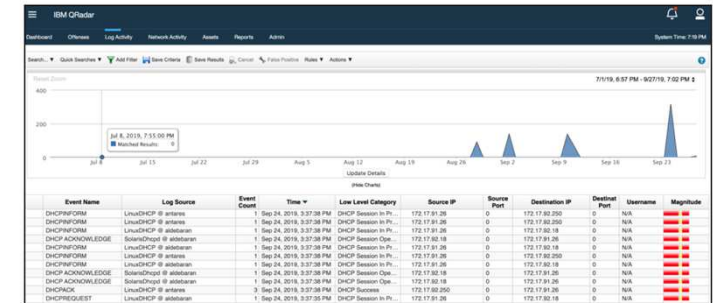 IBM QRadar
Dashboard Offenses Log Activity Network Activity Assets Reports Admin System Time: 7:19 PM
Search... ▼ Quick Searches ▼ Add Filter Save Criteria Save Results Cancel False Positive Rules ▼ Actions ▼
Reset Zoom 7/1/19, 6:57 PM - 9/27/19, 7:02 PM
400
200
Jul 8, 2019, 7:55:00 PM
Matched Results: 0
0
Jul 8 Jul 15 Jul 22 Jul 29 Aug 5 Aug 12 Aug 19 Aug 26 Sep 2 Sep 9 Sep 16 Sep 23
Update Details
(Hide Charts)
Event Name Log Source Event Count Time ▼ Low Level Category Source IP Source Port Destination IP Destinat Port Username Magnitude
DHCPINFORM LinuxDHCP @ antares 1 Sep 24, 2019, 3:37:38 PM DHCP Session In Pr... 172.17.91.26 0 172.17.92.250 0 N/A
DHCPINFORM LinuxDHCP @ aldebaran 1 Sep 24, 2019, 3:37:38 PM DHCP Session In Pr... 172.17.91.26 0 172.17.92.18 0 N/A
DHCP ACKNOWLEDGE SolarisDhcpd @ aldebaran 1 Sep 24, 2019, 3:37:38 PM DHCP Session Ope... 172.17.92.18 0 172.17.91.26 0 N/A
DHCPINFORM LinuxDHCP @ aldebaran 1 Sep 24, 2019, 3:37:38 PM DHCP Session In Pr... 172.17.91.26 0 172.17.92.18 0 N/A
DHCPINFORM LinuxDHCP @ antares 1 Sep 24, 2019, 3:37:38 PM DHCP Session In Pr... 172.17.91.26 0 172.17.92.250 0 N/A
DHCPINFORM LinuxDHCP @ aldebaran 1 Sep 24, 2019, 3:37:38 PM DHCP Session In Pr... 172.17.91.26 0 172.17.92.18 0 N/A
DHCP ACKNOWLEDGE SolarisDhcpd @ aldebaran 1 Sep 24, 2019, 3:37:38 PM DHCP Session Ope... 172.17.92.18 0 172.17.91.26 0 N/A
DHCP ACKNOWLEDGE SolarisDhcpd @ aldebaran 1 Sep 24, 2019, 3:37:38 PM DHCP Session Ope... 172.17.92.18 0 172.17.91.26 0 N/A
DHCPACK LinuxDHCP @ antares 3 Sep 24, 2019, 3:37:38 PM DHCP Success 172.17.92.250 0 172.17.91.26 0 N/A
DHCPREQUEST LinuxDHCP @ aldebaran 1 Sep 24, 2019, 3:37:35 PM DHCP Session In Pr... 172.17.91.26 0 172.17.92.18 0 N/A